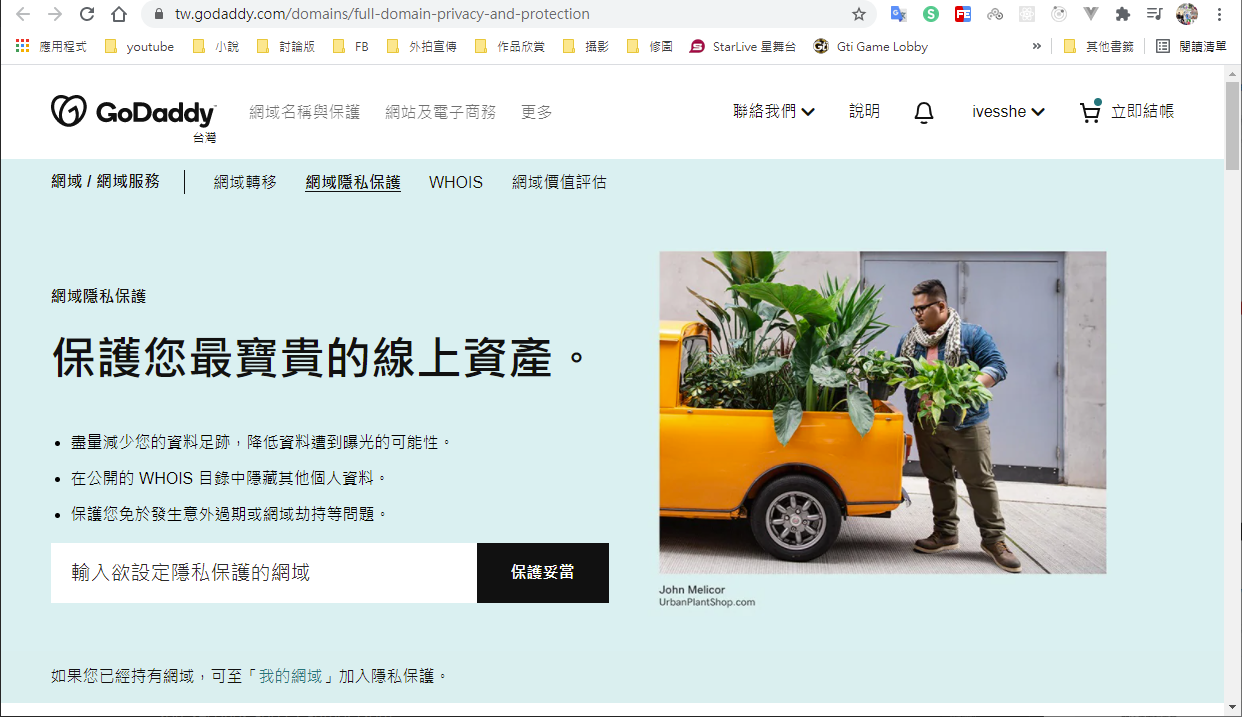 tw.godaddy.com/domains/full-domain-privacy-and-protection
應用程式 youtube 小說 討論版 FB 外拍宣傳 作品欣賞 攝影 修圖 StarLive 星舞台 Gti Game Lobby » 其他書籤 閱讀清單
GoDaddy 網域名稱與保護 網站及電子商務 更多 聯絡我們 說明 ivesshe 立即結帳
台灣
網域 / 網域服務 網域轉移 網域隱私保護 WHOIS 網域價值評估
網域隱私保護
保護您最寶貴的線上資產。
• 盡量減少您的資料足跡，降低資料遭到曝光的可能性。
• 在公開的 WHOIS 目錄中隱藏其他個人資料。
• 保護您免於發生意外過期或網域劫持等問題。
輸入欲設定隱私保護的網域 保護妥當
John Melicor
UrbanPlantShop.com
如果您已經持有網域，可至「我的網域」加入隱私保護。